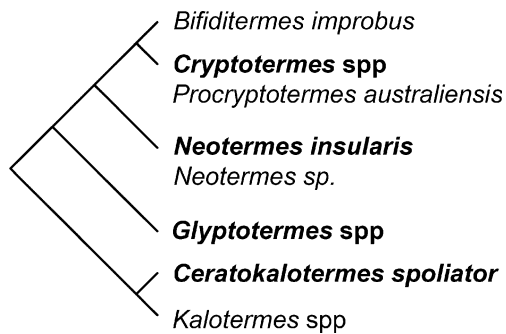 Bifiditermes improbus
Cryptotermes spp
Procryptotermes australiensis
Neotermes insularis
Neotermes sp.
Glyptotermes spp
Ceratokalotermes spoliator
Kalotermes spp